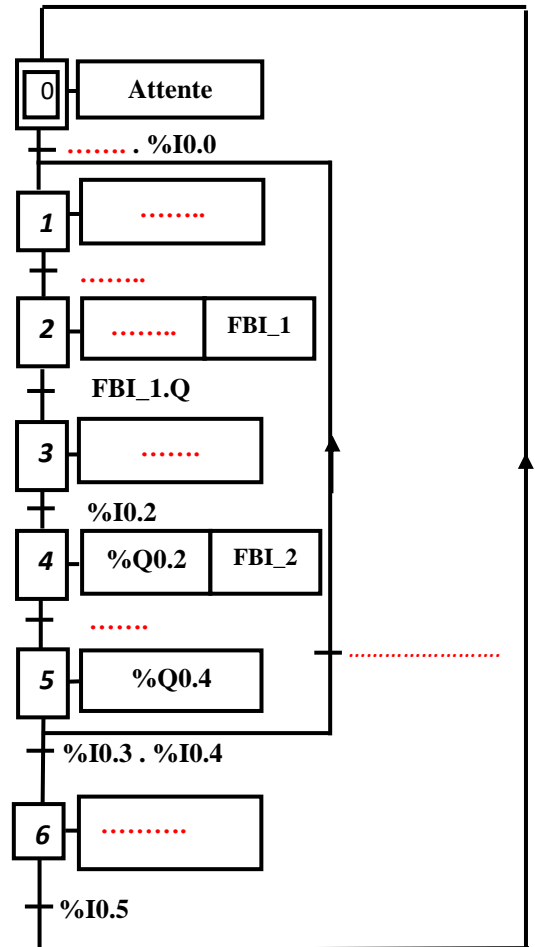 0 Attente
....... . %I0.0
1 ........
........
2 ........ FBI_1
FBI_1.Q
3 .......
%I0.2
4 %Q0.2 FBI_2
.......
5 %Q0.4 .........................
%I0.3 . %I0.4
6 ..........
%I0.5